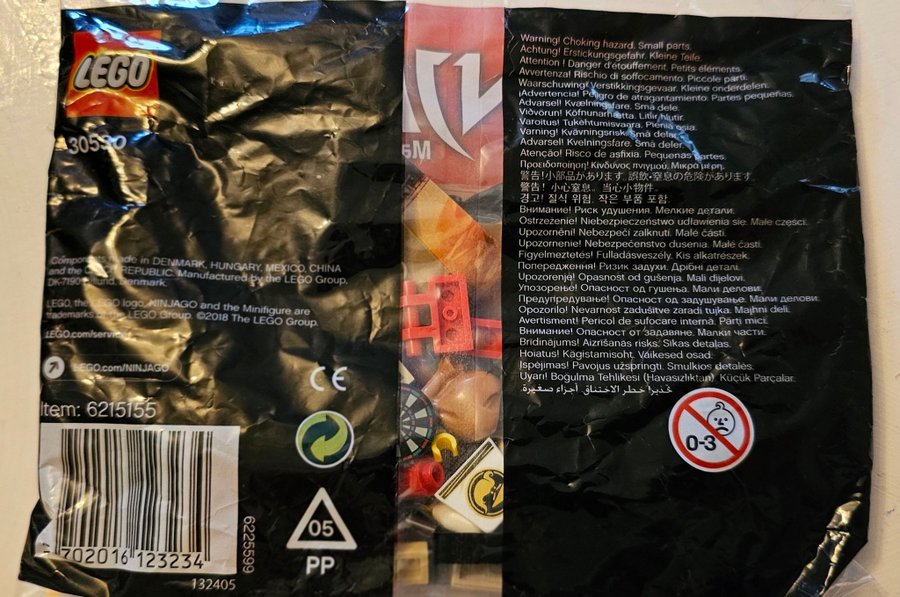 LEGO
Components made in DENMARK, HUNGARY, MEXICO, CHINA
and the REPUBLIC. Manufactured by the LEGO Group,
DK-7190 Denmark.
LEGO, the LEGO logo, NINJAGO and the Minifigure are
trademarks of the LEGO Group. ©2018 The LEGO Group.
LEGO.com/service
LEGO.com/NINJAGO
CE
Item: 6215155
702016 123234
6225599
132405
05
PP
Warning! Choking hazard. Small parts.
Achtung! Erstickungsgefahr. Kleine Teile.
Attention ! Danger d'étouffement. Petits éléments.
Avvertenza! Rischio di soffocamento. Piccole parti.
Waarschuwing! Verstikkingsgevaar. Kleine onderdelen.
¡Advertencia! Peligro de atragantamiento. Partes pequeñas.
Advarsel! Kvælningsfare. Små dele.
Viðvörun! Köfnunarhætta. Litlir hlutir.
Varoitus! Tukehtumisvaara. Pieniä osia.
Varning! Kvävningsrisk. Små delar.
Advarsel! Kvelningsfare. Små deler.
Atenção! Risco de asfixia. Pequenas partes.
Προειδοποίηση! Κίνδυνος πνιγμού. Μικρά μέρη.
警告!小部品があります。誤飲・窒息の危険があります。
警告!小心窒息。当心小物件。
경고! 질식 위험. 작은 부품 포함.
Внимание! Риск удушения. Мелкие детали.
Ostrzeżenie! Niebezpieczeństwo udławienia się. Małe części.
Upozornění! Nebezpečí zalknutí. Malé části.
Upozornenie! Nebezpečenstvo dusenia. Malé časti.
Figyelmeztetés! Fulladásveszély. Kis alkatrészek.
Попередження! Ризик задухи. Дрібні деталі.
Upozorenje! Opasnost od gušenja. Mali dijelovi.
Упозорење! Опасност од гушења. Мали делови.
Предупредување! Опасност од задушување. Мали делови.
Opozorilo! Nevarnost zadušitve zaradi tujka. Majhni deli.
Avertisment! Pericol de sufocare internă. Părți mici.
Внимание! Опасност от задавяне. Малки части.
Brīdinājums! Aizrīšanās risks. Sīkas detaļas.
Hoiatus! Kägistamisoht. Väikesed osad.
Įspėjimas! Pavojus užspringti. Smulkios detalės.
Uyarı! Boğulma Tehlikesi (Havasızlıktan). Küçük Parçalar.
تحذير! خطر الاختناق. أجزاء صغيرة.
0-3